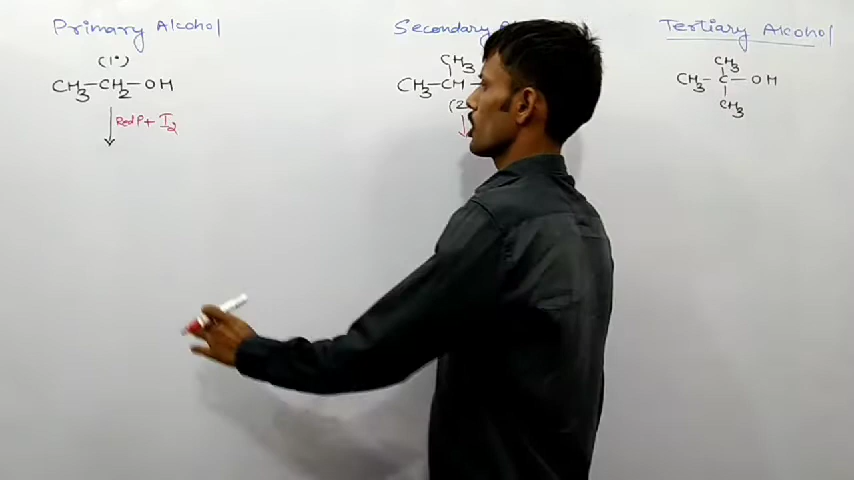 Primary Alcohol
(1°)
CH3-CH2-OH
Red P + I2
Secondary
CH3
CH3-CH
(2
Tertiary Alcohol
CH3
CH3-C-OH
CH3